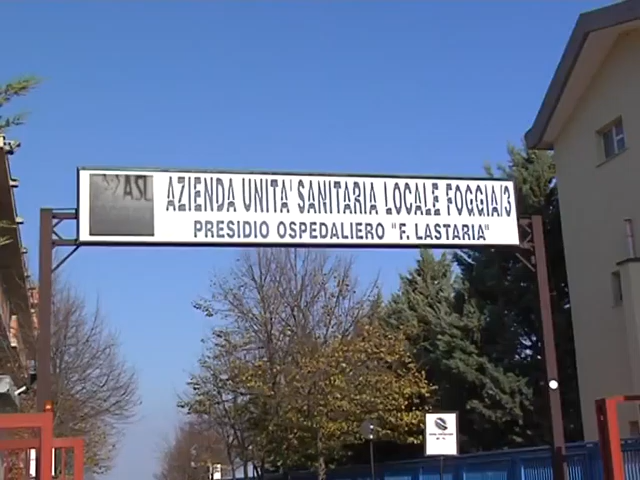 ASL
AZIENDA UNITA' SANITARIA LOCALE FOGGIA/3
PRESIDIO OSPEDALIERO "F. LASTARIA"